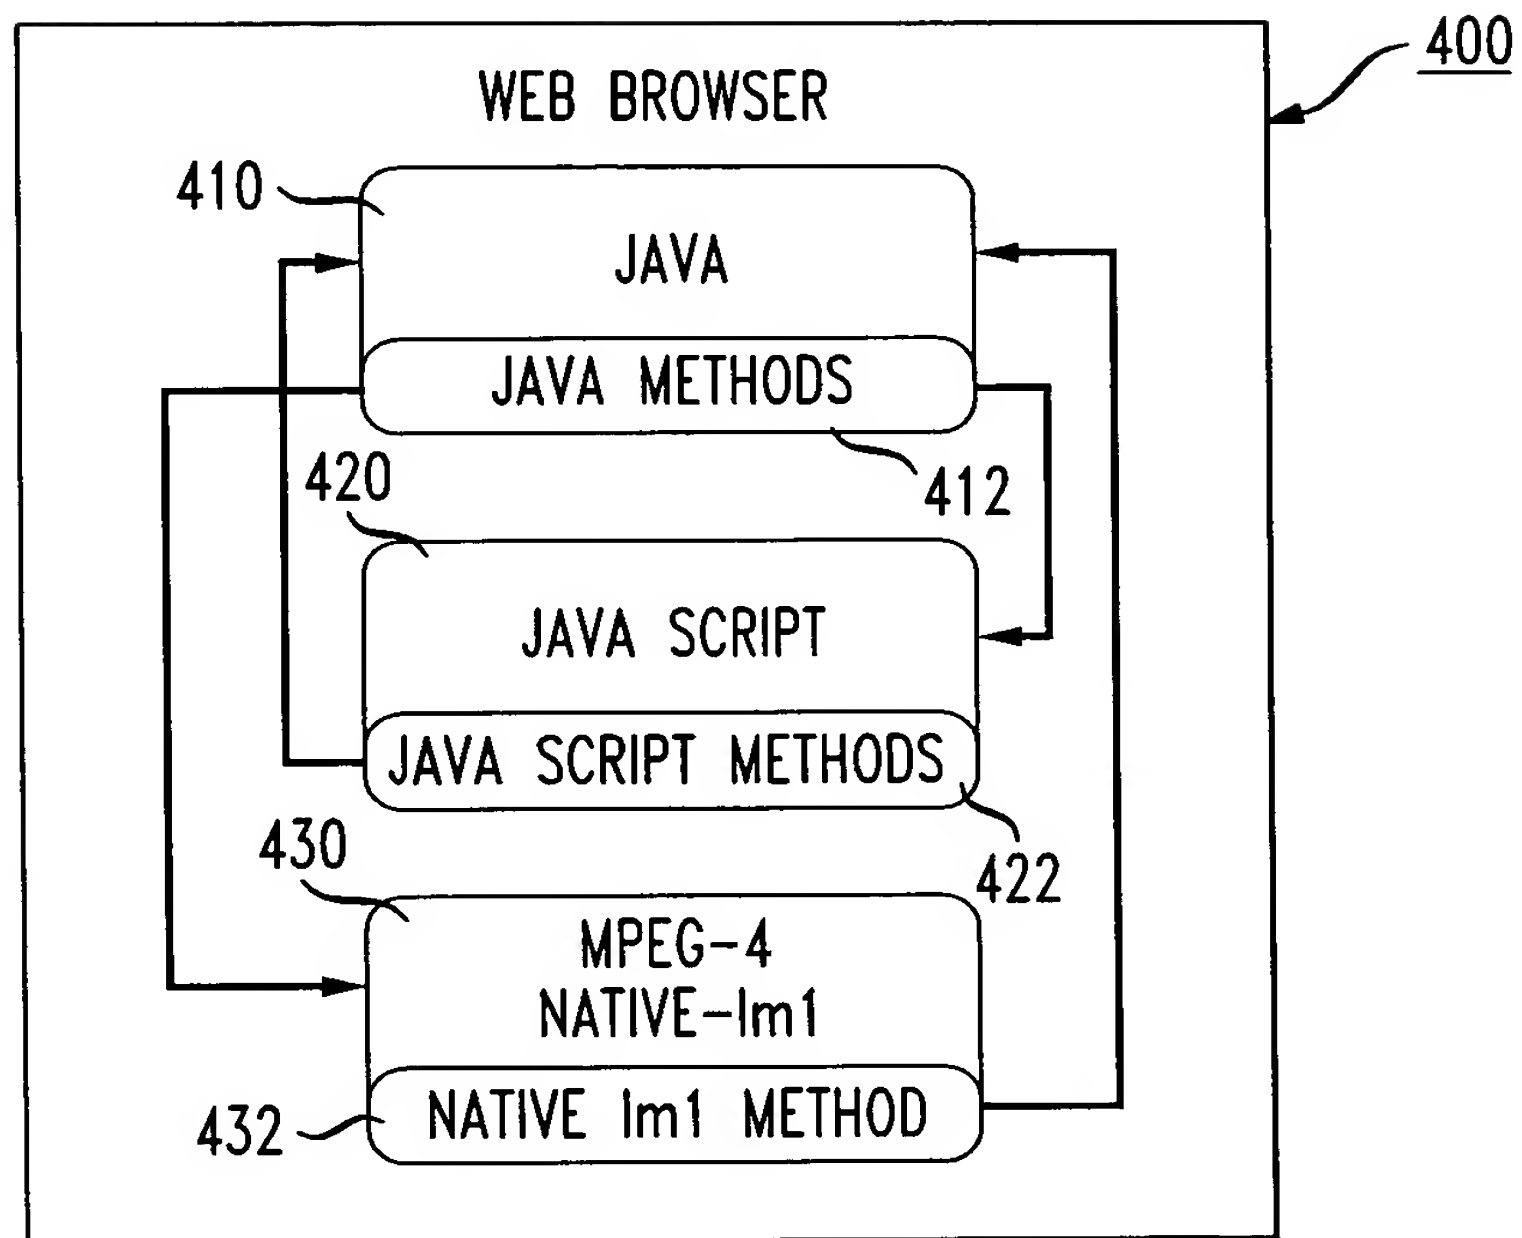 400
WEB BROWSER
410
JAVA
JAVA METHODS
412
420
JAVA SCRIPT
JAVA SCRIPT METHODS
422
430
MPEG-4
NATIVE-Im1
NATIVE Im1 METHOD
432